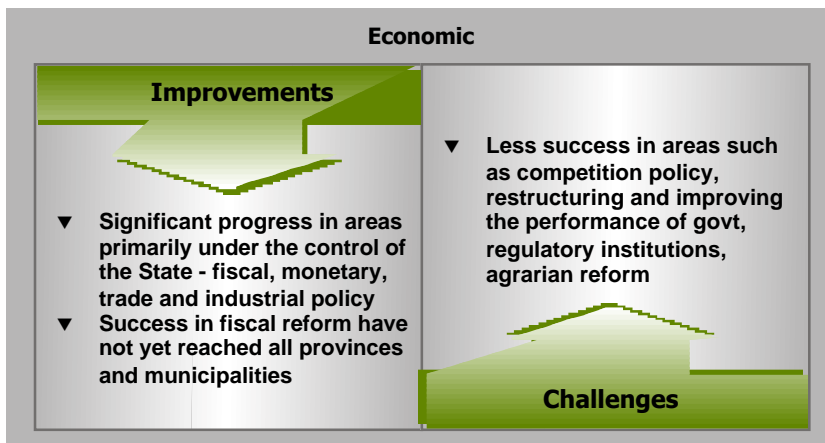 Economic
Improvements
▼ Significant progress in areas
primarily under the control of
the State - fiscal, monetary,
trade and industrial policy
▼ Success in fiscal reform have
not yet reached all provinces
and municipalities
▼ Less success in areas such
as competition policy,
restructuring and improving
the performance of govt,
regulatory institutions,
agrarian reform
Challenges